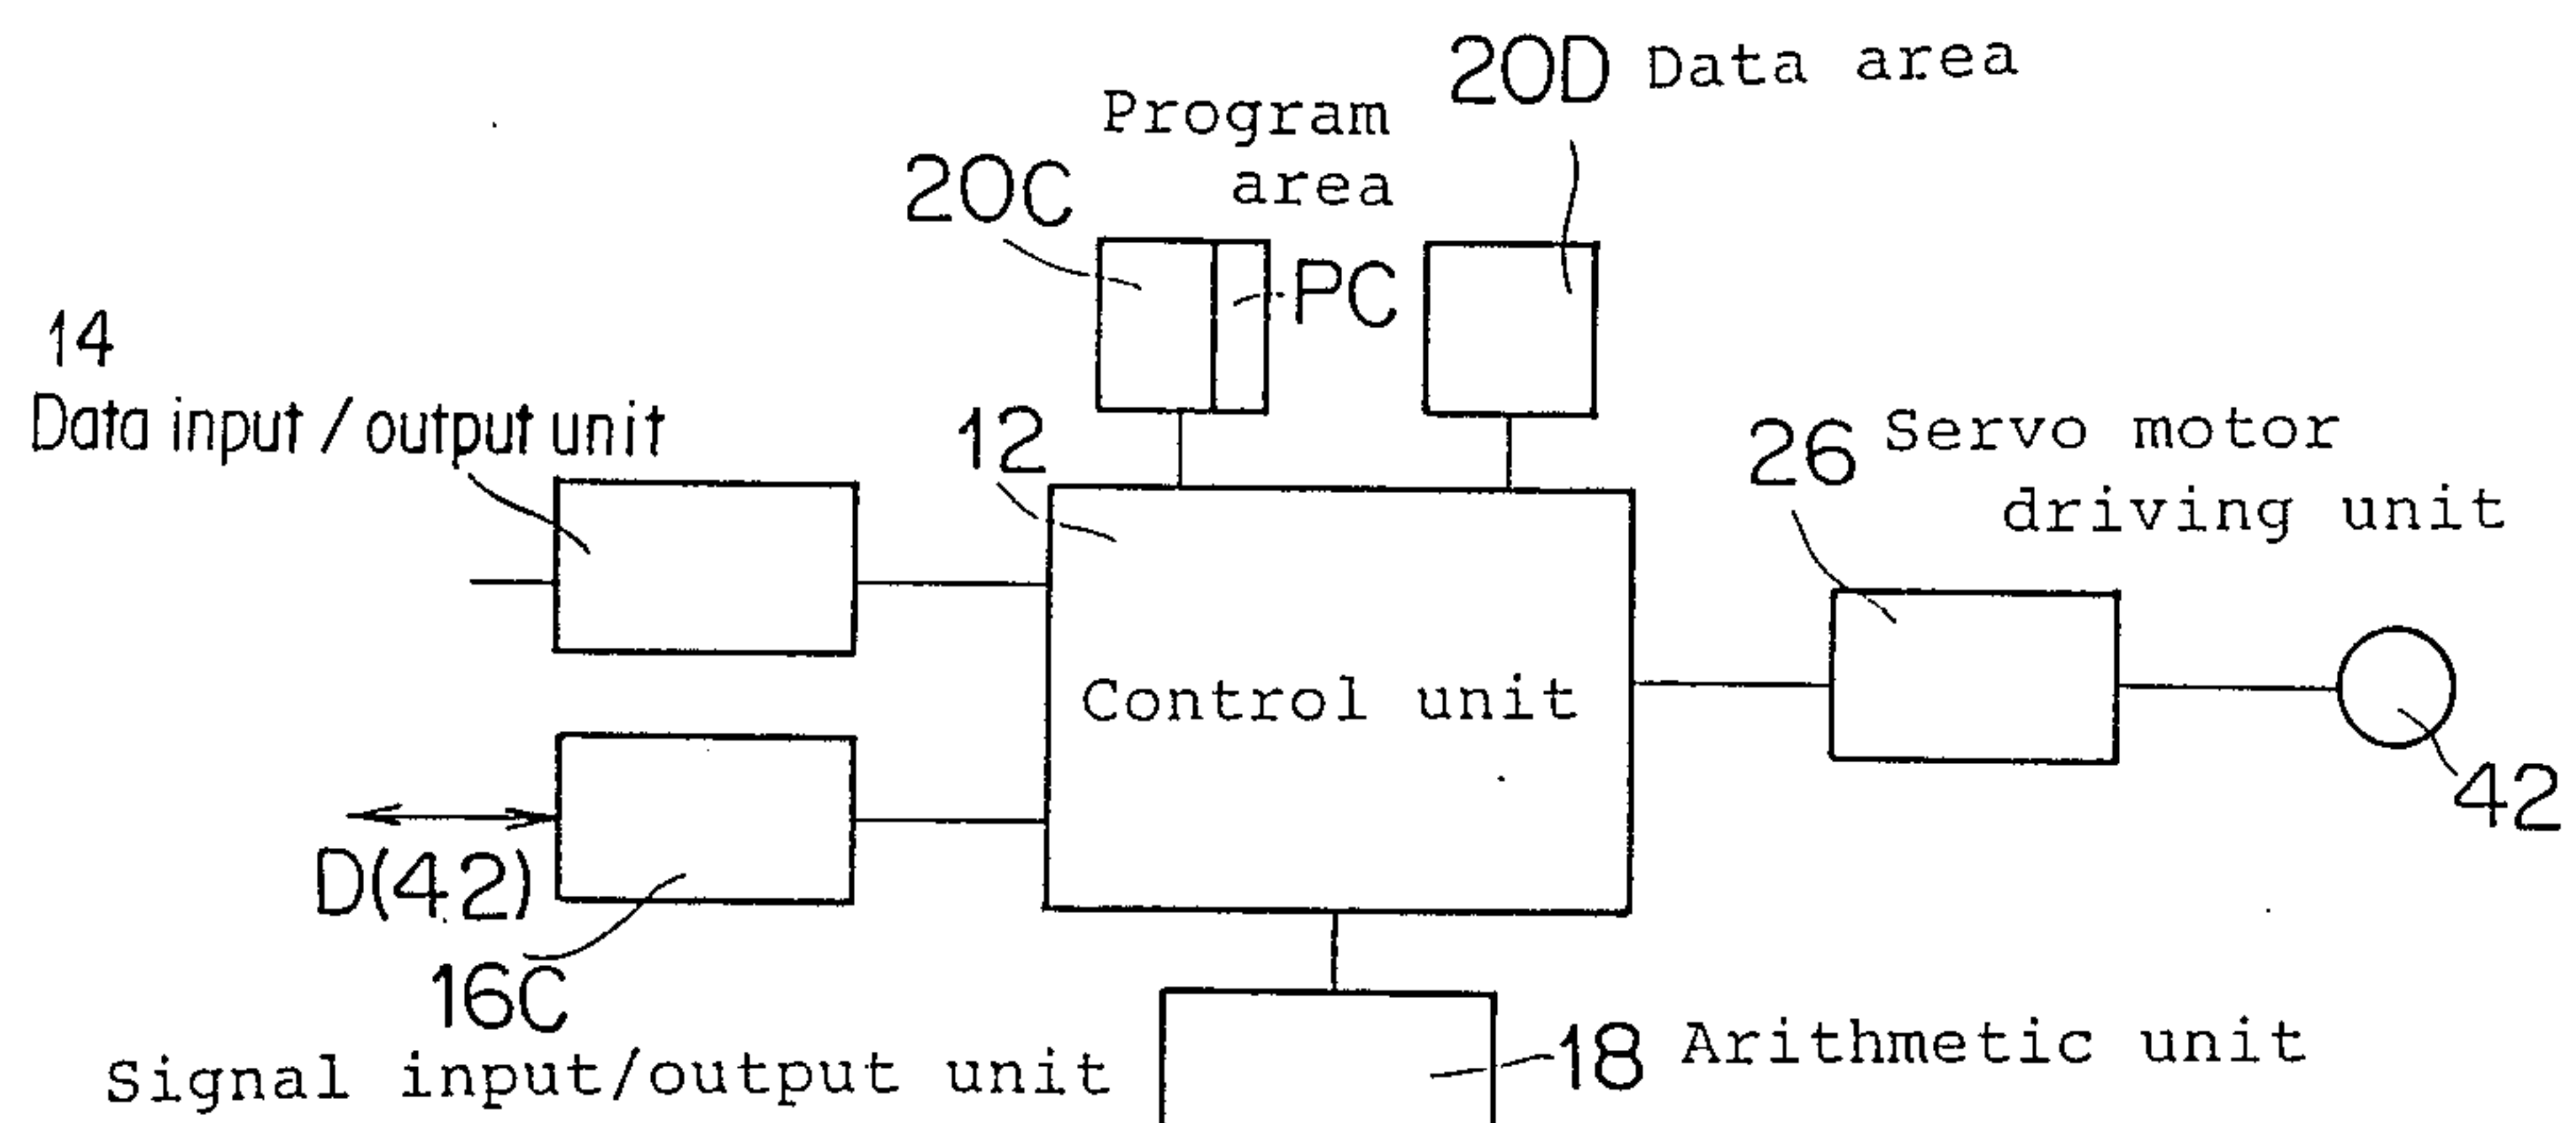 20D Data area
Program
area
20C
PC
14
Data input / output unit
12
26 Servo motor
driving unit
Control unit
42
D(42)
16C
Signal input/output unit
18 Arithmetic unit